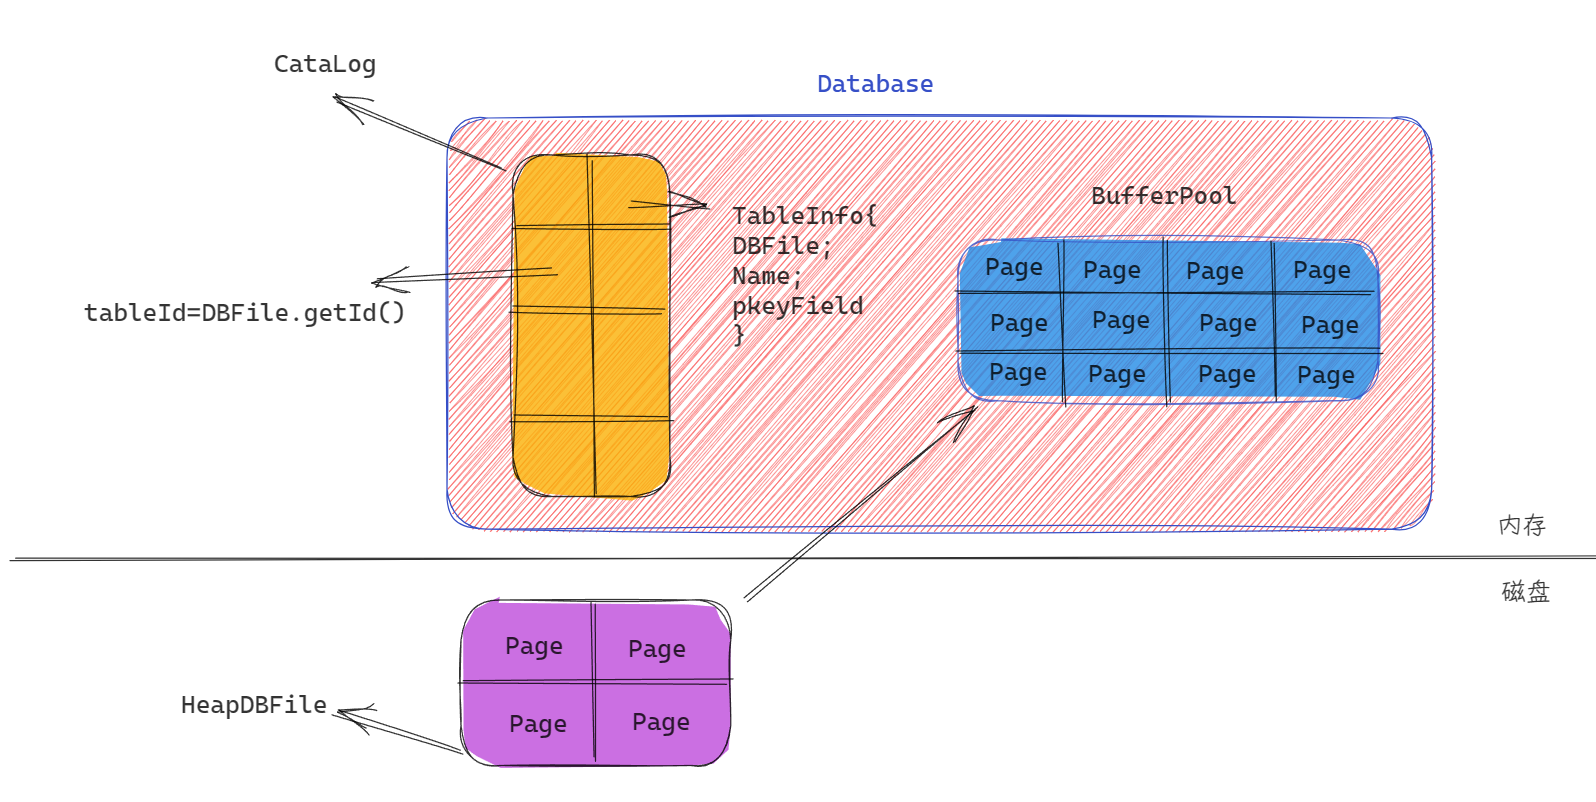 CataLog
Database
BufferPool
TableInfo{
DBFile;
Name;
pkeyField
}
tableId=DBFile.getId()
Page Page Page Page
Page Page Page Page
Page Page Page Page
内存
磁盘
Page Page
Page Page
HeapDBFile